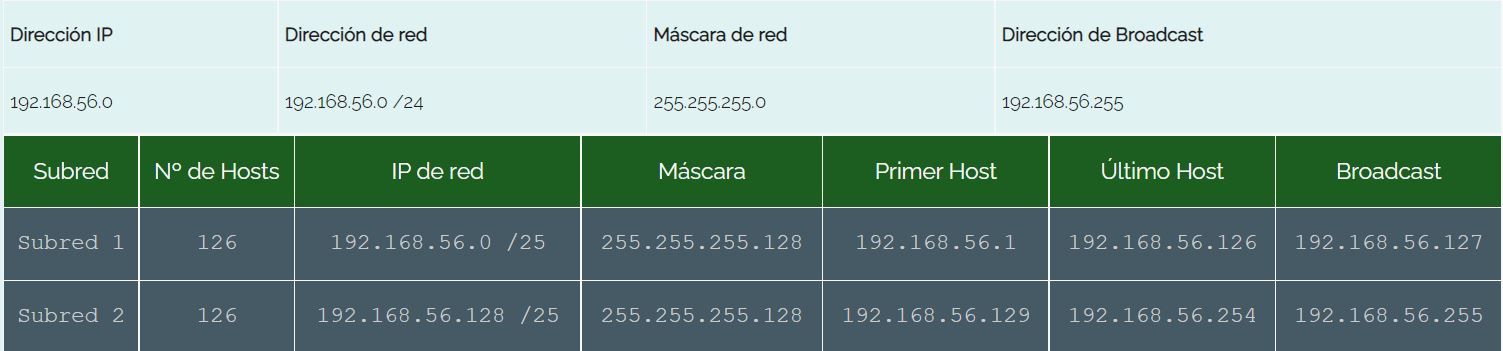 Dirección IP Dirección de red Máscara de red Dirección de Broadcast
192.168.56.0 192.168.56.0 /24 255.255.255.0 192.168.56.255
Subred Nº de Hosts IP de red Máscara Primer Host Último Host Broadcast
Subred 1 126 192.168.56.0 /25 255.255.255.128 192.168.56.1 192.168.56.126 192.168.56.127
Subred 2 126 192.168.56.128 /25 255.255.255.128 192.168.56.129 192.168.56.254 192.168.56.255